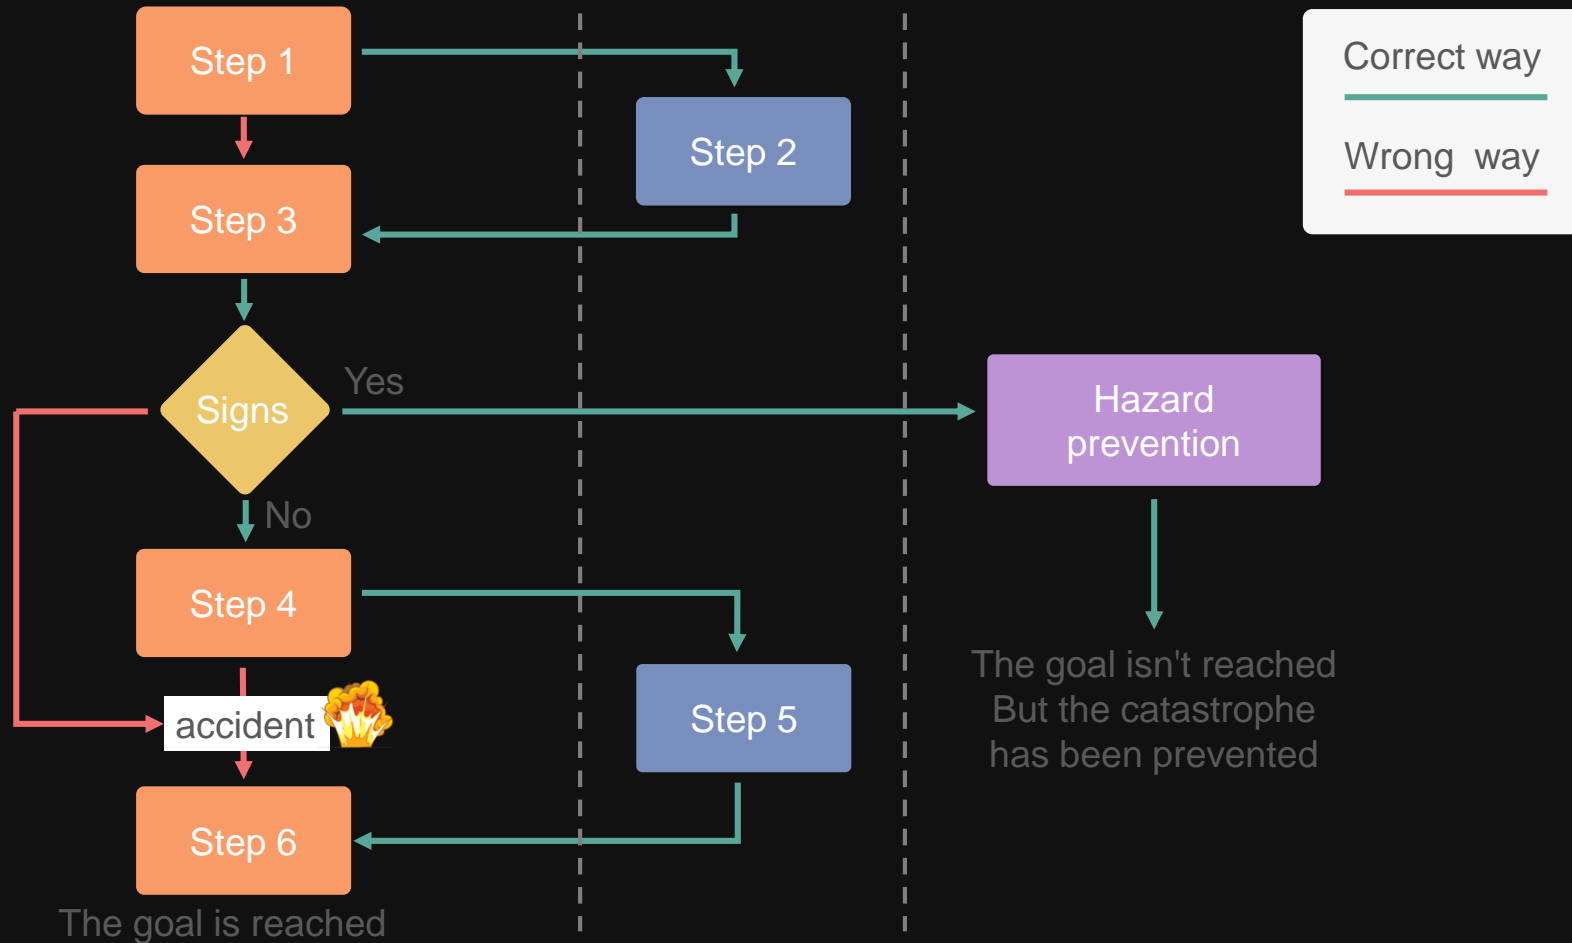 Step 1
Correct way
Step 2
Wrong way
Step 3
Yes
Signs
Hazard
prevention
No
Step 4
The goal isn't reached
But the catastrophe
has been prevented
accident
Step 5
Step 6
The goal is reached